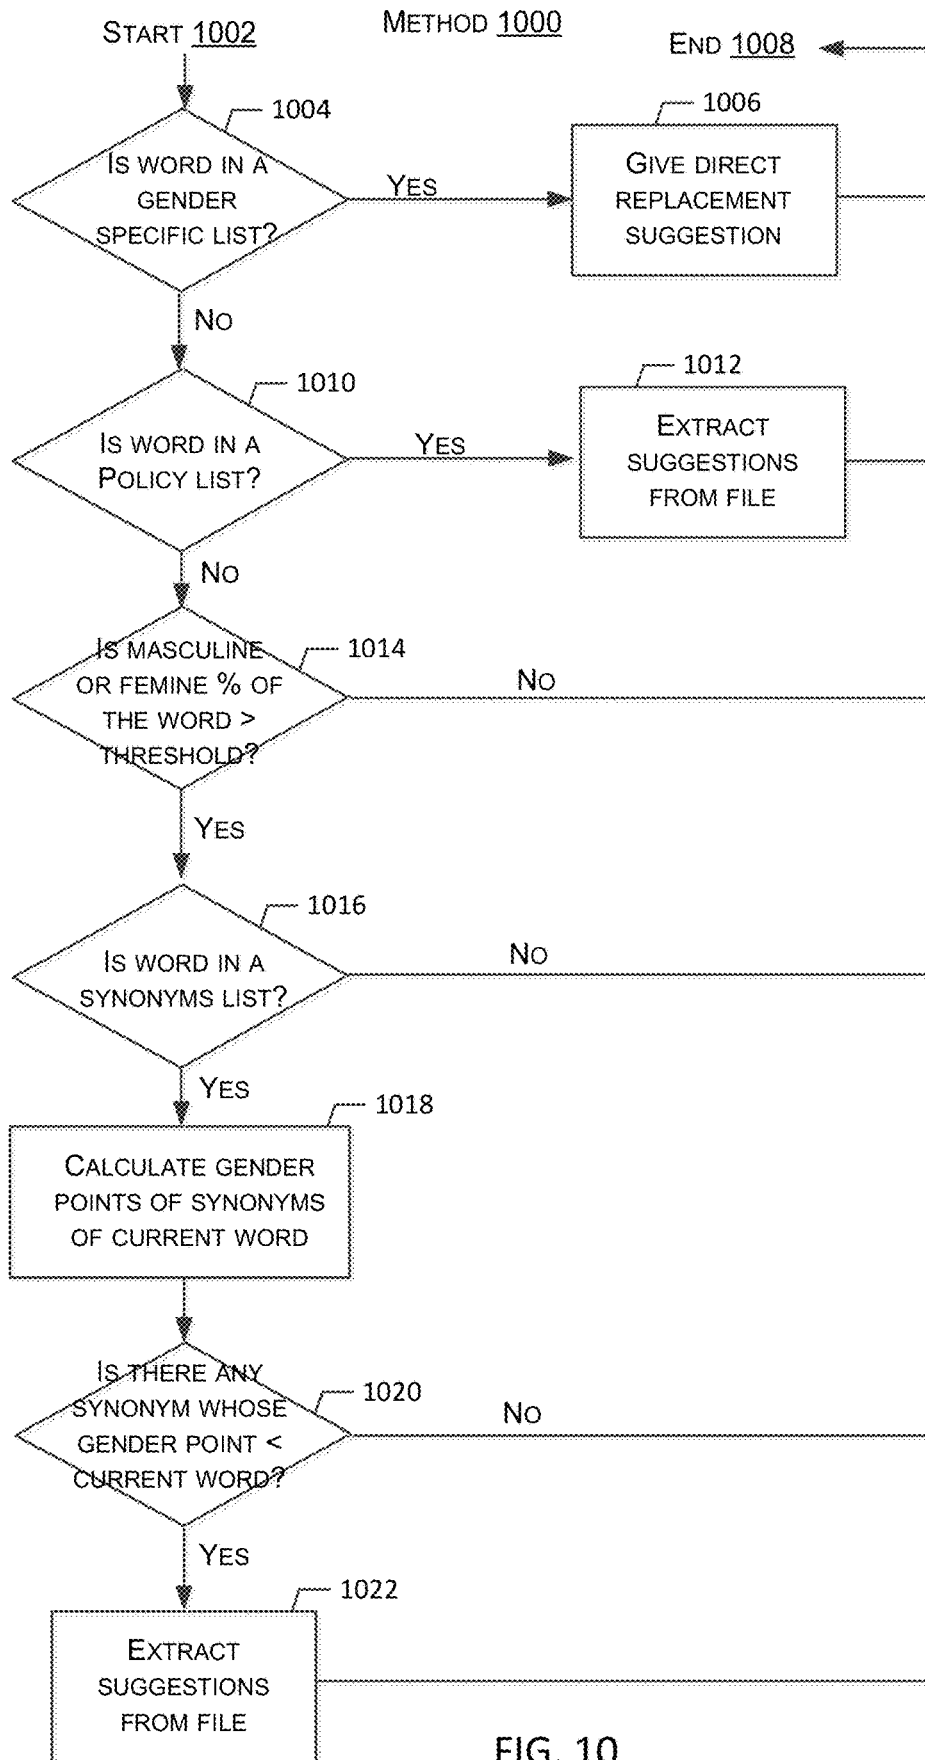 METHOD 1000
START 1002
END 1008
1004
IS WORD IN A
GENDER
SPECIFIC LIST?
YES
1006
GIVE DIRECT
REPLACEMENT
SUGGESTION
NO
1010
IS WORD IN A
POLICY LIST?
YES
1012
EXTRACT
SUGGESTIONS
FROM FILE
NO
1014
IS MASCULINE
OR FEMINE % OF
THE WORD >
THRESHOLD?
NO
YES
1016
IS WORD IN A
SYNONYMS LIST?
NO
YES
1018
CALCULATE GENDER
POINTS OF SYNONYMS
OF CURRENT WORD
1020
IS THERE ANY
SYNONYM WHOSE
GENDER POINT <
CURRENT WORD?
NO
YES
1022
EXTRACT
SUGGESTIONS
FROM FILE
FIG. 10